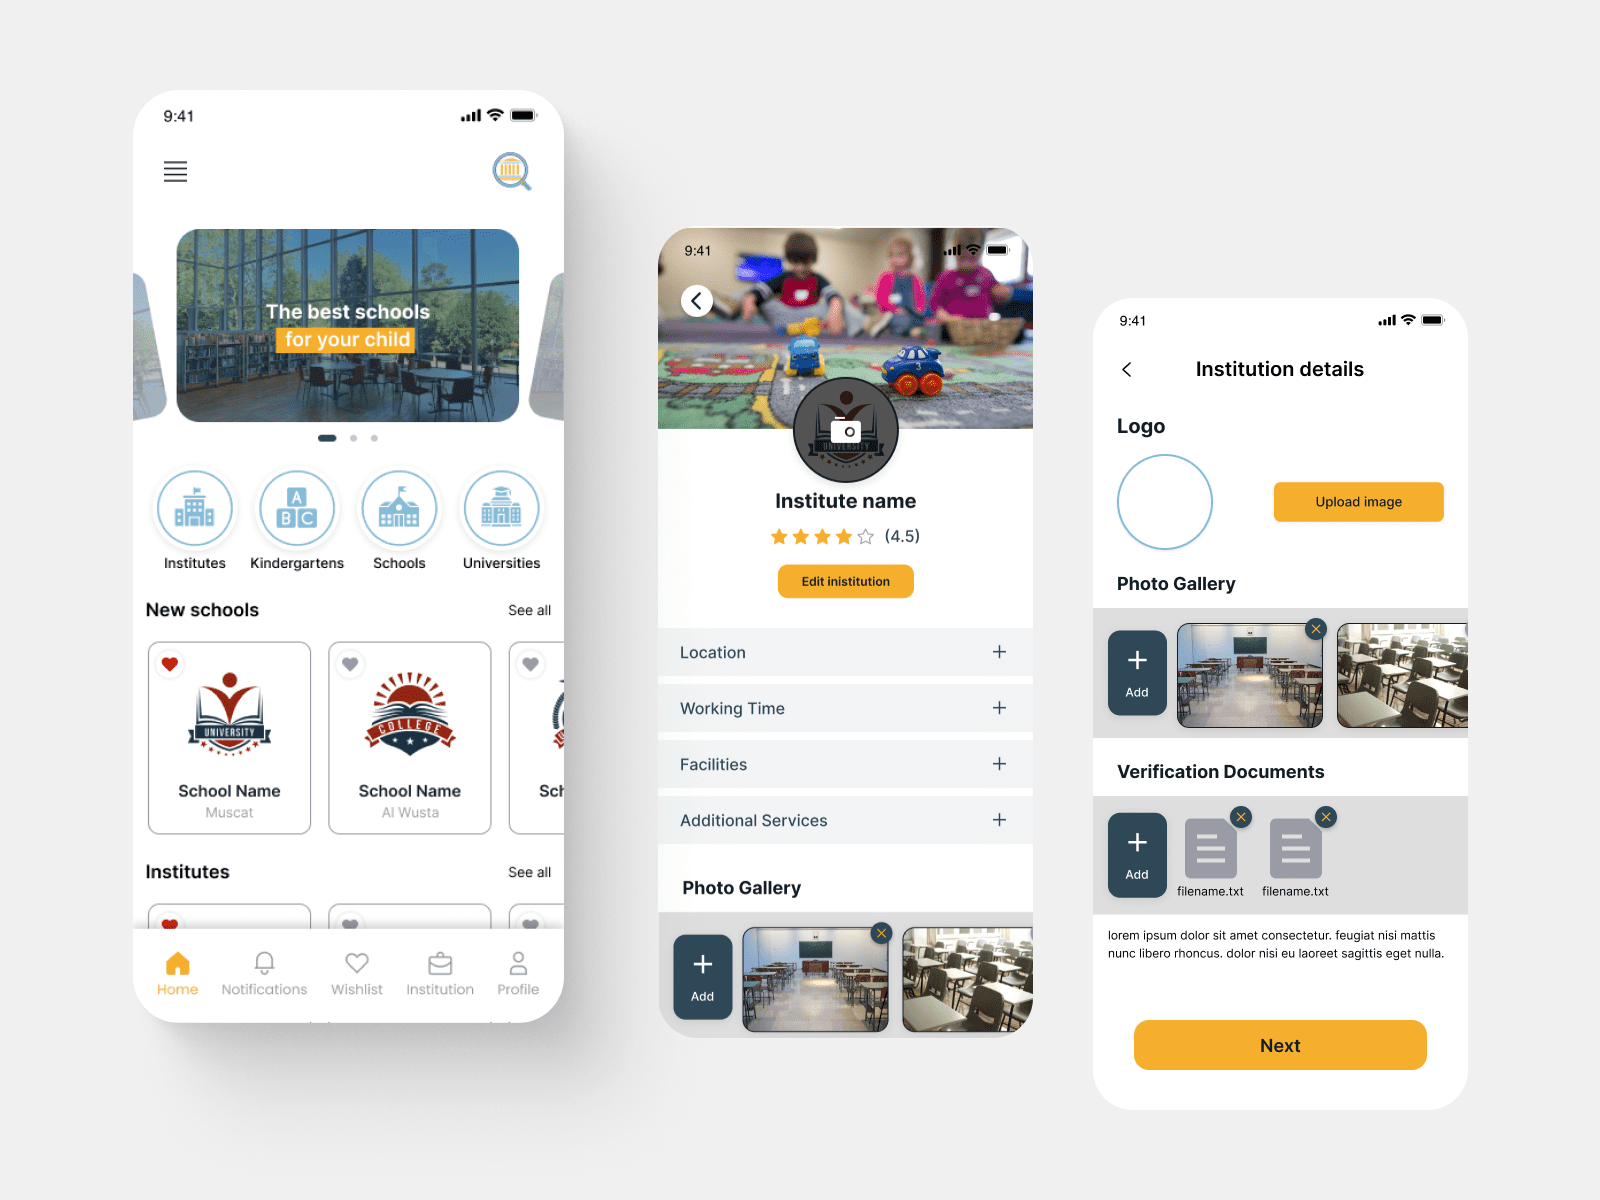 9:41
The best schools
for your child
Institutes
Kindergartens
Schools
Universities
A
B C
New schools
See all
UNIVERSITY
COLLEGE
School Name
Muscat
School Name
Al Wusta
Sch
Institutes
See all
Home
Notifications
Wishlist
Institution
Profile
9:41
3
UNIVERSITY
Institute name
(4.5)
Edit inistitution
Location
Working Time
Facilities
Additional Services
Photo Gallery
Add
9:41
Institution details
Logo
Upload image
Photo Gallery
Add
Verification Documents
Add
filename.txt
filename.txt
lorem ipsum dolor sit amet consectetur. feugiat nisi mattis
nunc libero rhoncus. dolor nisi eu laoreet sagittis eget nulla.
Next